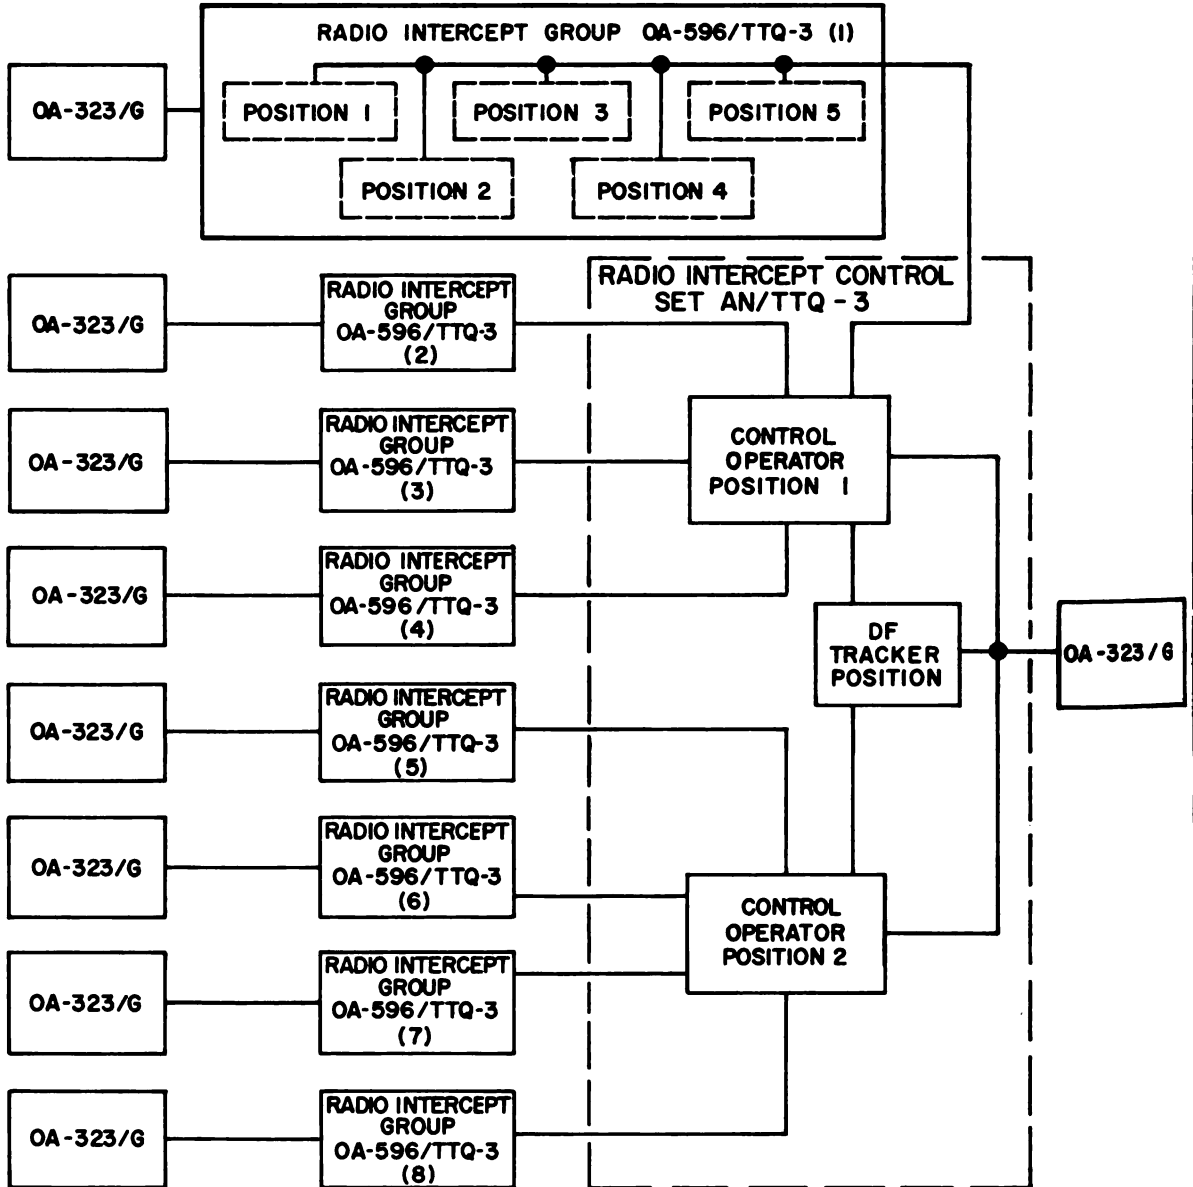 RADIO INTERCEPT GROUP OA-596/TTQ-3 (1)
OA-323/G
POSITION 1
POSITION 3
POSITION 5
POSITION 2
POSITION 4
RADIO INTERCEPT CONTROL
SET AN/TTQ-3
OA-323/G
RADIO INTERCEPT
GROUP
OA-596/TTQ-3
(2)
OA-323/G
RADIO INTERCEPT
GROUP
OA-596/TTQ-3
(3)
CONTROL
OPERATOR
POSITION 1
OA-323/G
RADIO INTERCEPT
GROUP
OA-596/TTQ-3
(4)
DF
TRACKER
POSITION
OA-323/G
OA-323/G
RADIO INTERCEPT
GROUP
OA-596/TTQ-3
(5)
OA-323/G
RADIO INTERCEPT
GROUP
OA-596/TTQ-3
(6)
CONTROL
OPERATOR
POSITION 2
OA-323/G
RADIO INTERCEPT
GROUP
OA-596/TTQ-3
(7)
OA-323/G
RADIO INTERCEPT
GROUP
OA-596/TTQ-3
(8)